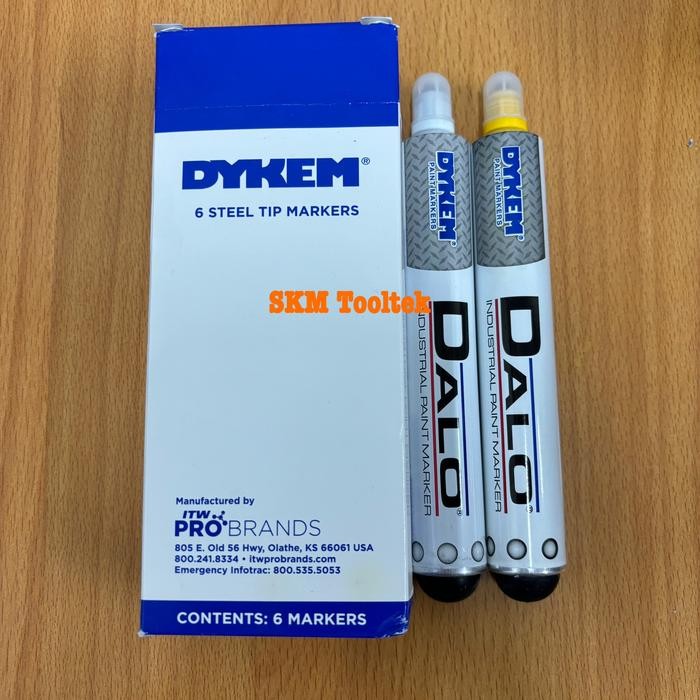 DYKEM®
6 STEEL TIP MARKERS
SKM Tooltek
Manufactured by
ITW
PRO BRANDS
805 E. Old 56 Hwy, Olathe, KS 66061 USA
800.241.8334 • itwprobrands.com
Emergency Infotrac: 800.535.5053
CONTENTS: 6 MARKERS
DYKEM®
PAINT MARKERS
DALO®
INDUSTRIAL PAINT MARKER
DYKEM®
PAINT MARKERS
DALO®
INDUSTRIAL PAINT MARKER